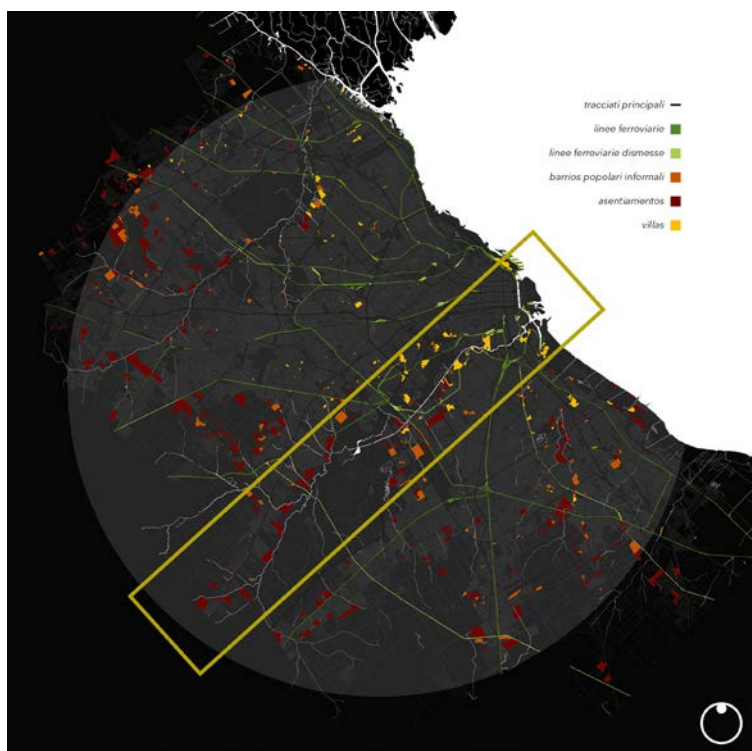 tracciati principali
linee ferroviarie
linee ferroviarie dismesse
barrios popolari informali
asentiamentos
villas